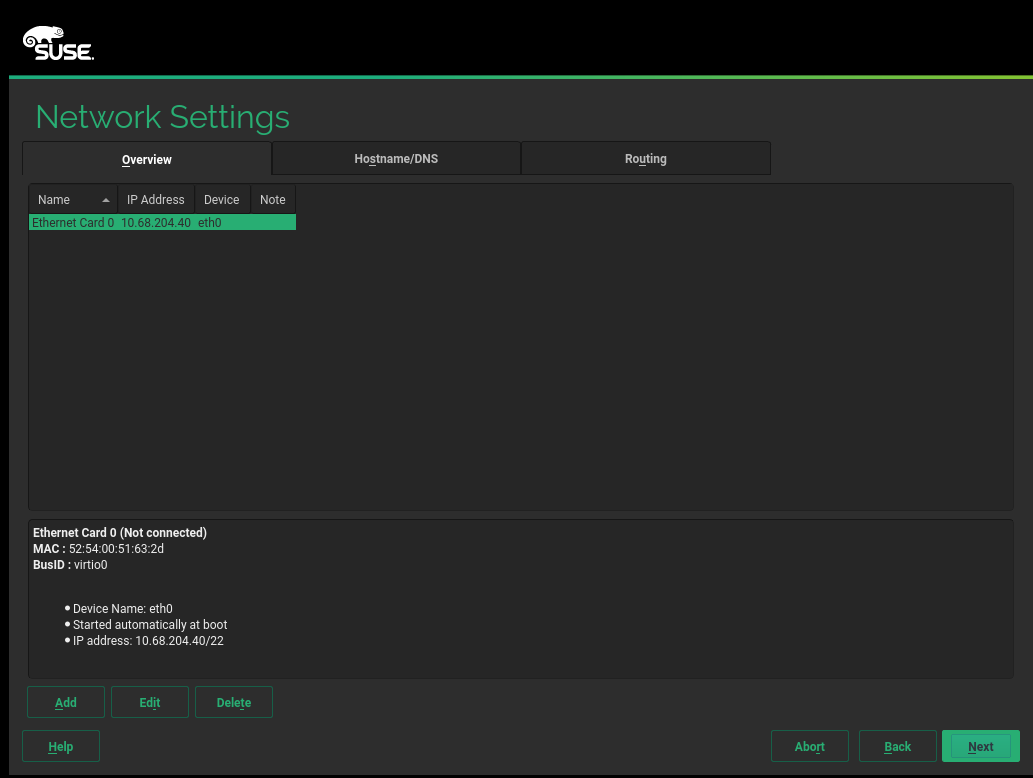 SUSE.
Network Settings
Overview Hostname/DNS Routing
Name IP Address Device Note
Ethernet Card 0 10.68.204.40 eth0
Ethernet Card 0 (Not connected)
MAC : 52:54:00:51:63:2d
BusID : virtio0
• Device Name: eth0
• Started automatically at boot
• IP address: 10.68.204.40/22
Add Edit Delete
Help Abort Back Next